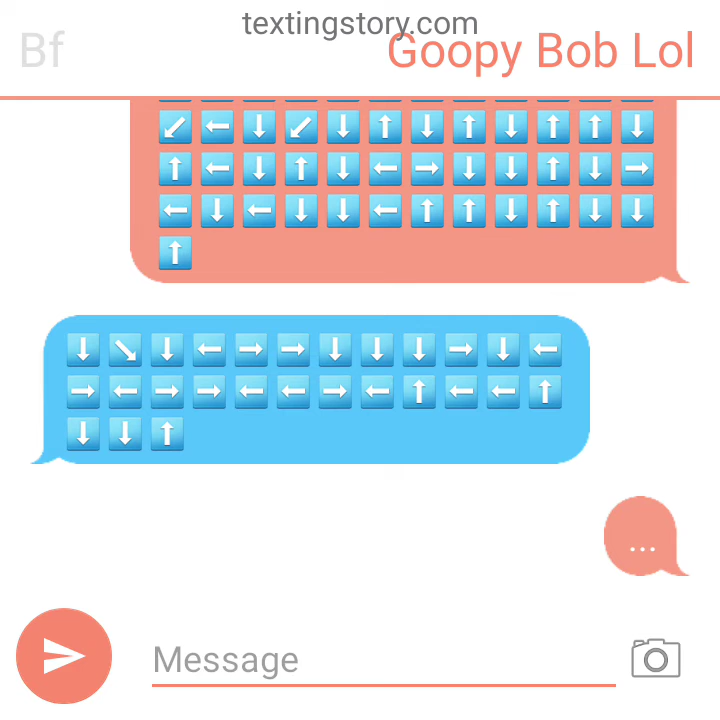 textingstory.com
Bf
Goopy Bob Lol
↙️⬅️⬇️↙️⬇️⬆️⬇️⬆️⬇️⬆️⬆️⬇️
⬆️⬅️⬇️⬆️⬇️⬅️➡️⬇️⬇️⬆️⬇️➡️
⬅️⬇️⬅️⬇️⬇️⬅️⬆️⬆️⬇️⬆️⬇️⬇️
⬆️
⬇️↘️⬇️⬅️➡️➡️⬇️⬇️⬇️➡️⬇️⬅️
➡️⬅️➡️➡️⬅️⬅️➡️⬅️⬆️⬅️⬅️⬆️
⬇️⬇️⬆️
...
Message